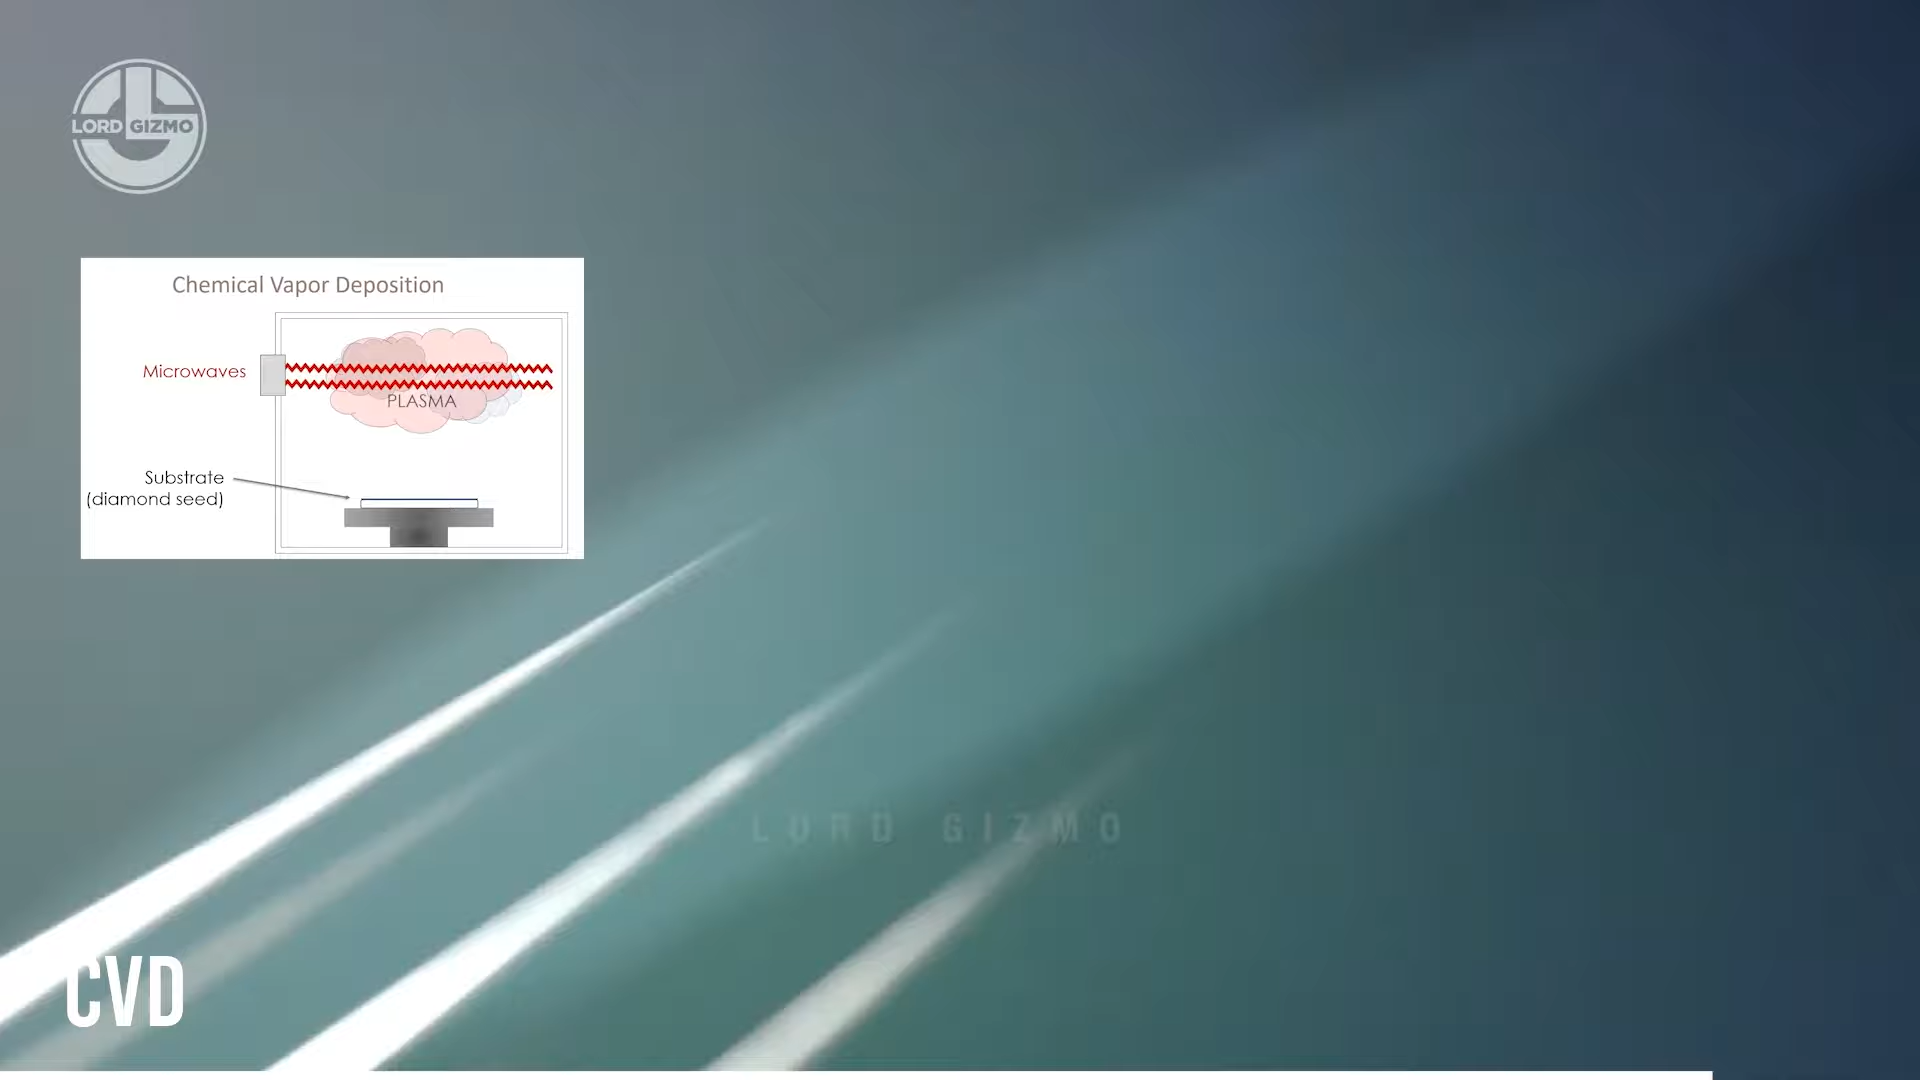 LORD GIZMO
Chemical Vapor Deposition
Microwaves
PLASMA
Substrate
(diamond seed)
LORD GIZMO
CVD